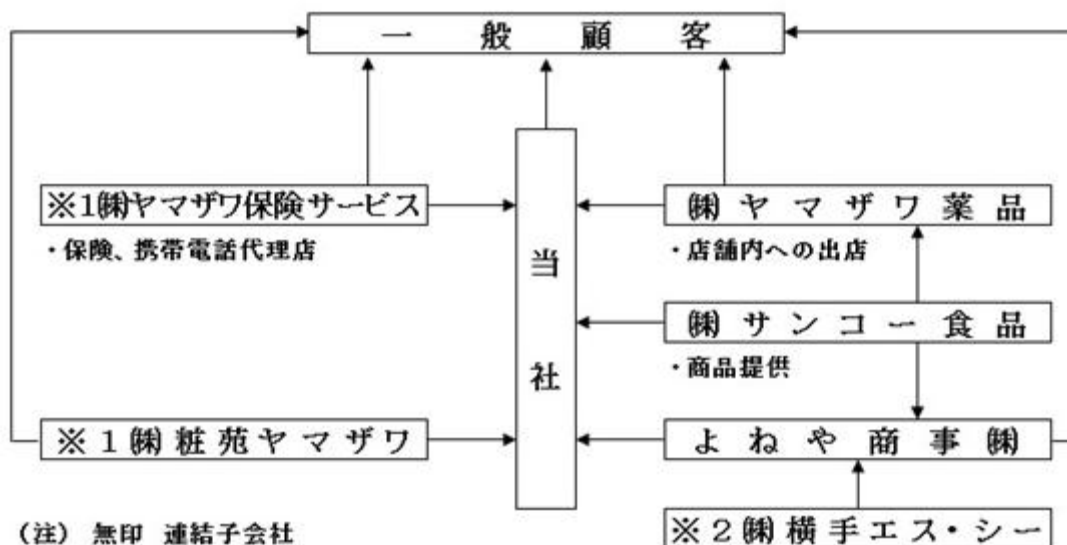 一般顧客
※1㈱ヤマザワ保険サービス
・保険、携帯電話代理店
※1㈱粧苑ヤマザワ
当社
㈱ヤマザワ薬品
・店舗内への出店
㈱サンコー食品
・商品提供
よねや商事㈱
※2㈱横手エス・シー
(注) 無印 連結子会社